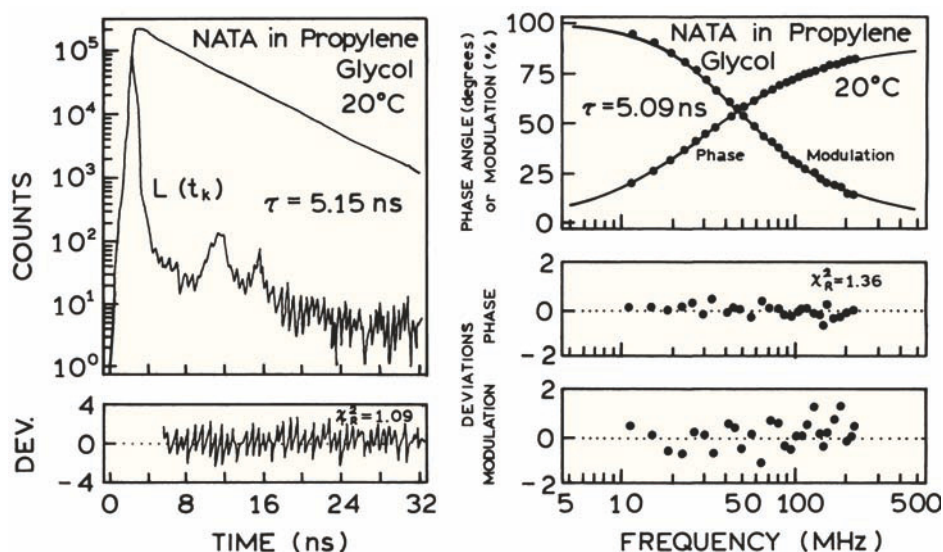 NATA in Propylene
Glycol
20°C
L (tₖ)
τ = 5.15 ns
COUNTS
10⁵
10⁴
10³
10²
10¹
10⁰
χ²R=1.09
DEV.
4
0
-4
0 8 16 24 32
TIME (ns)
NATA in Propylene
Glycol
20°C
τ=5.09 ns
Phase
Modulation
PHASE ANGLE (degrees)
or MODULATION (%)
100
75
50
25
0
χ²R=1.36
DEVIATIONS
PHASE
2
0
-2
MODULATION
2
0
-2
5 10 50 100 500
FREQUENCY (MHz)